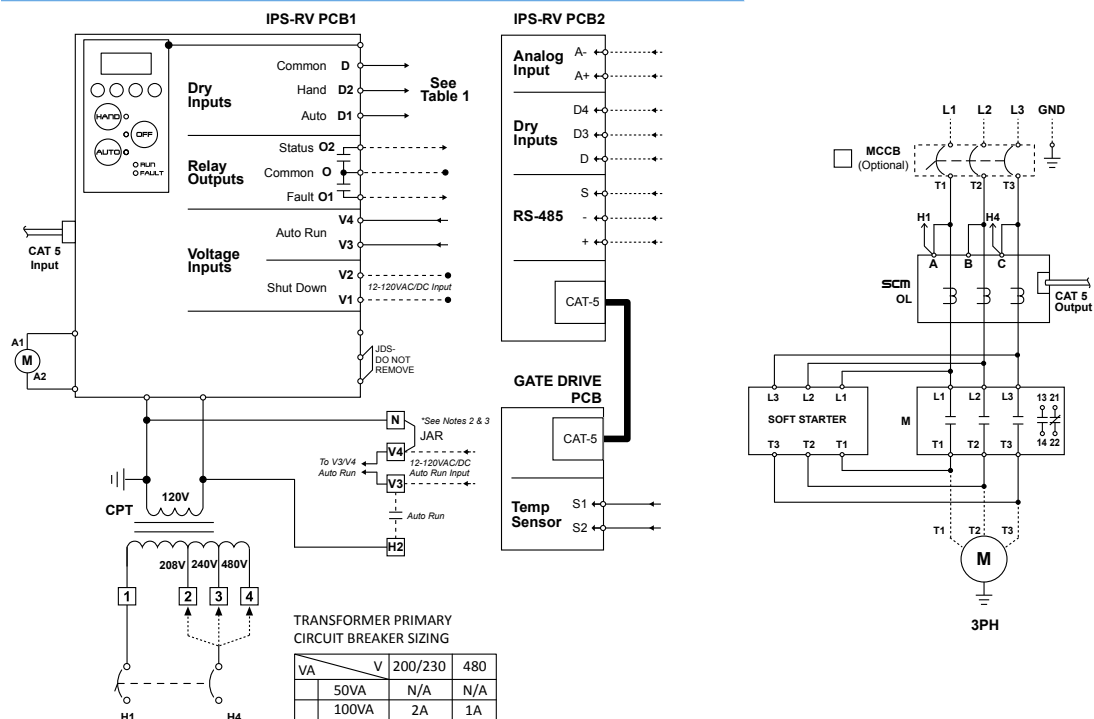 IPS-RV PCB1
HAND
OFF
AUTO
RUN
FAULT
Dry
Inputs
Common D
Hand D2
Auto D1
See
Table 1
Relay
Outputs
Status O2
Common O
Fault O1
Voltage
Inputs
V4
Auto Run
V3
V2
Shut Down
12-120VAC/DC Input
V1
CAT 5
Input
A1
M
A2
JDS-
DO NOT
REMOVE
N
*See Notes 2 & 3
JAR
V4
To V3/V4
Auto Run
12-120VAC/DC
Auto Run Input
V3
Auto Run
H2
120V
CPT
208V 240V 480V
1 2 3 4
H1 H4
TRANSFORMER PRIMARY
CIRCUIT BREAKER SIZING
VA V 200/230 480
50VA N/A N/A
100VA 2A 1A
IPS-RV PCB2
Analog
Input
A-
A+
Dry
Inputs
D4
D3
D
RS-485
S
-
+
CAT-5
GATE DRIVE
PCB
CAT-5
Temp
Sensor
S1
S2
L1 L2 L3 GND
MCCB
(Optional)
T1 T2 T3
H1 H4
A B C
SCM
OL
CAT 5
Output
L3 L2 L1
SOFT STARTER
T3 T2 T1
M
L1 L2 L3
13 21
14 22
T1 T2 T3
T1 T2 T3
M
3PH